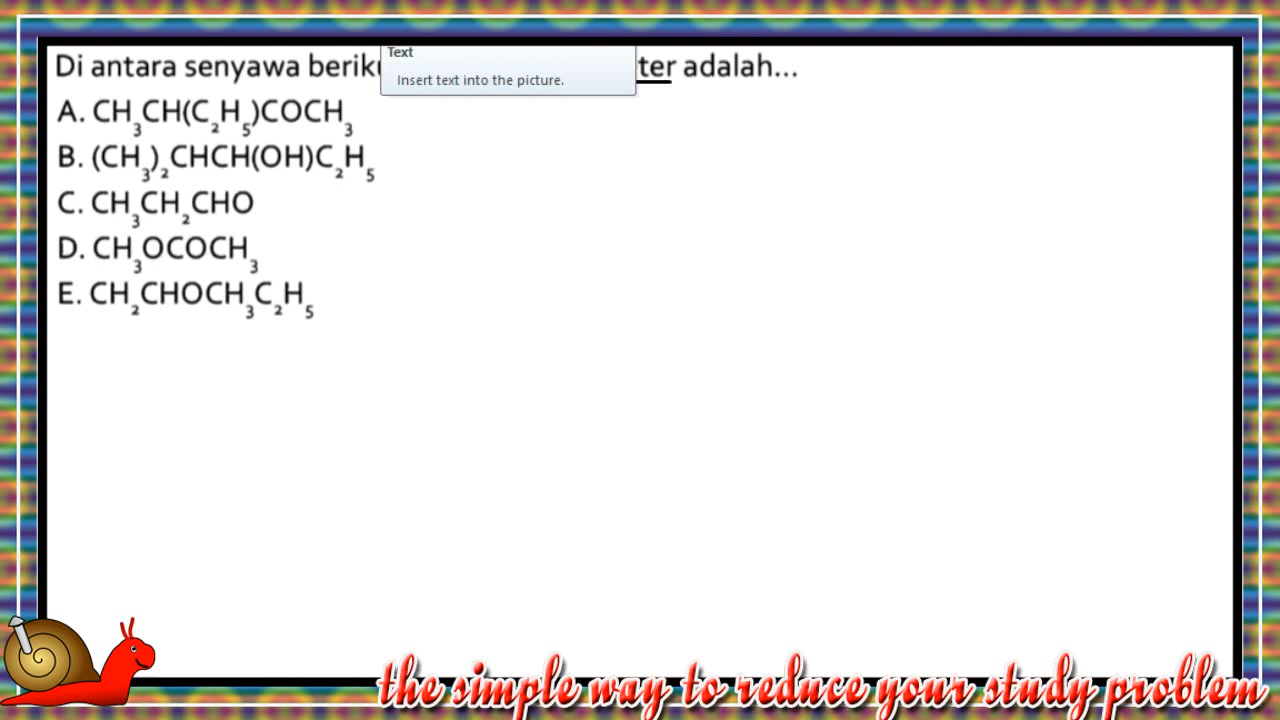 Di antara senyawa ter adalah...
Text
Insert text into the picture.
A. CH₃CH(C₂H₅)COCH₃
B. (CH₃)₂CHCH(OH)C₂H₅
C. CH₃CH₂CHO
D. CH₃OCOCH₃
E. CH₂CHOCH₃C₂H₅
the simple way to reduce your study problem